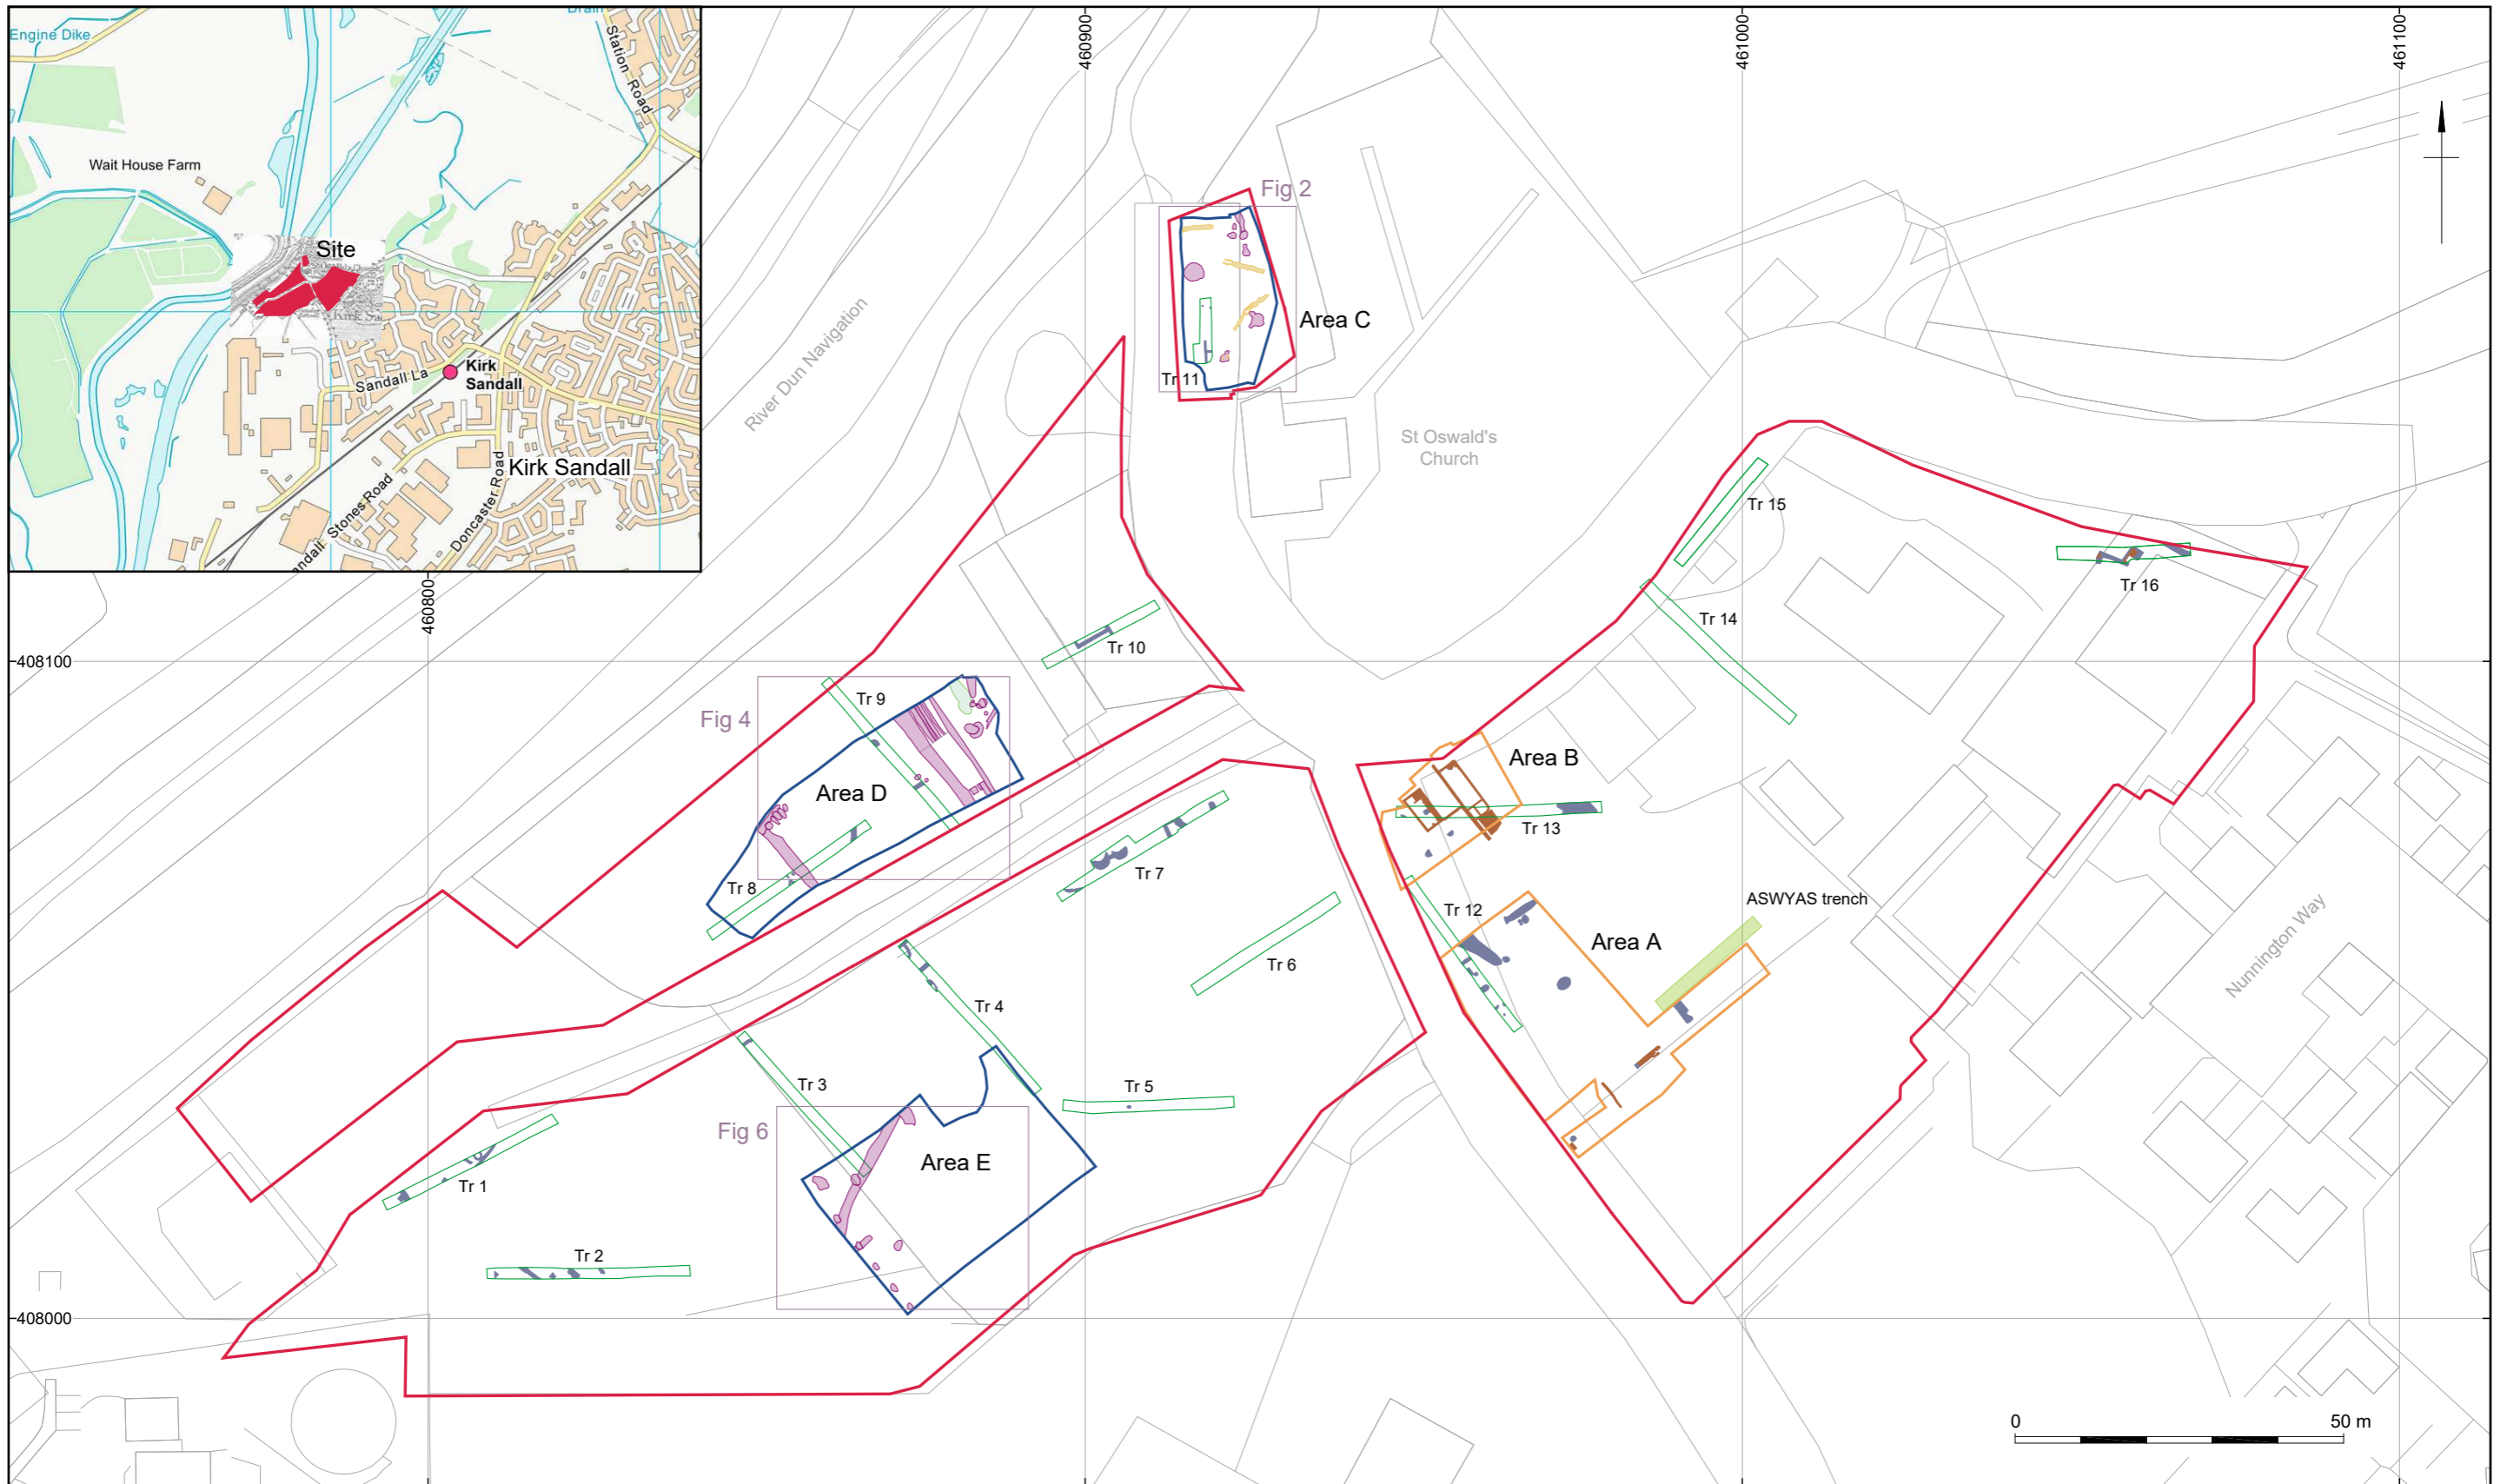 Engine Dike
Drain
Station Road
Wait House Farm
Site
Kirk Sa
Sandall La
Kirk
Sandall
Kirk Sandall
andall Stones Road
Doncaster Road
460900
461000
461100
460800
408100
408000
River Dun Navigation
Fig 2
Area C
Tr 11
St Oswald's
Church
Tr 15
Tr 16
Tr 14
Tr 10
Tr 9
Fig 4
Area D
Tr 8
Area B
Tr 13
Tr 7
ASWYAS trench
Tr 12
Area A
Tr 6
Nunnington Way
Tr 4
Tr 3
Tr 5
Fig 6
Area E
Tr 1
Tr 2
0
50 m